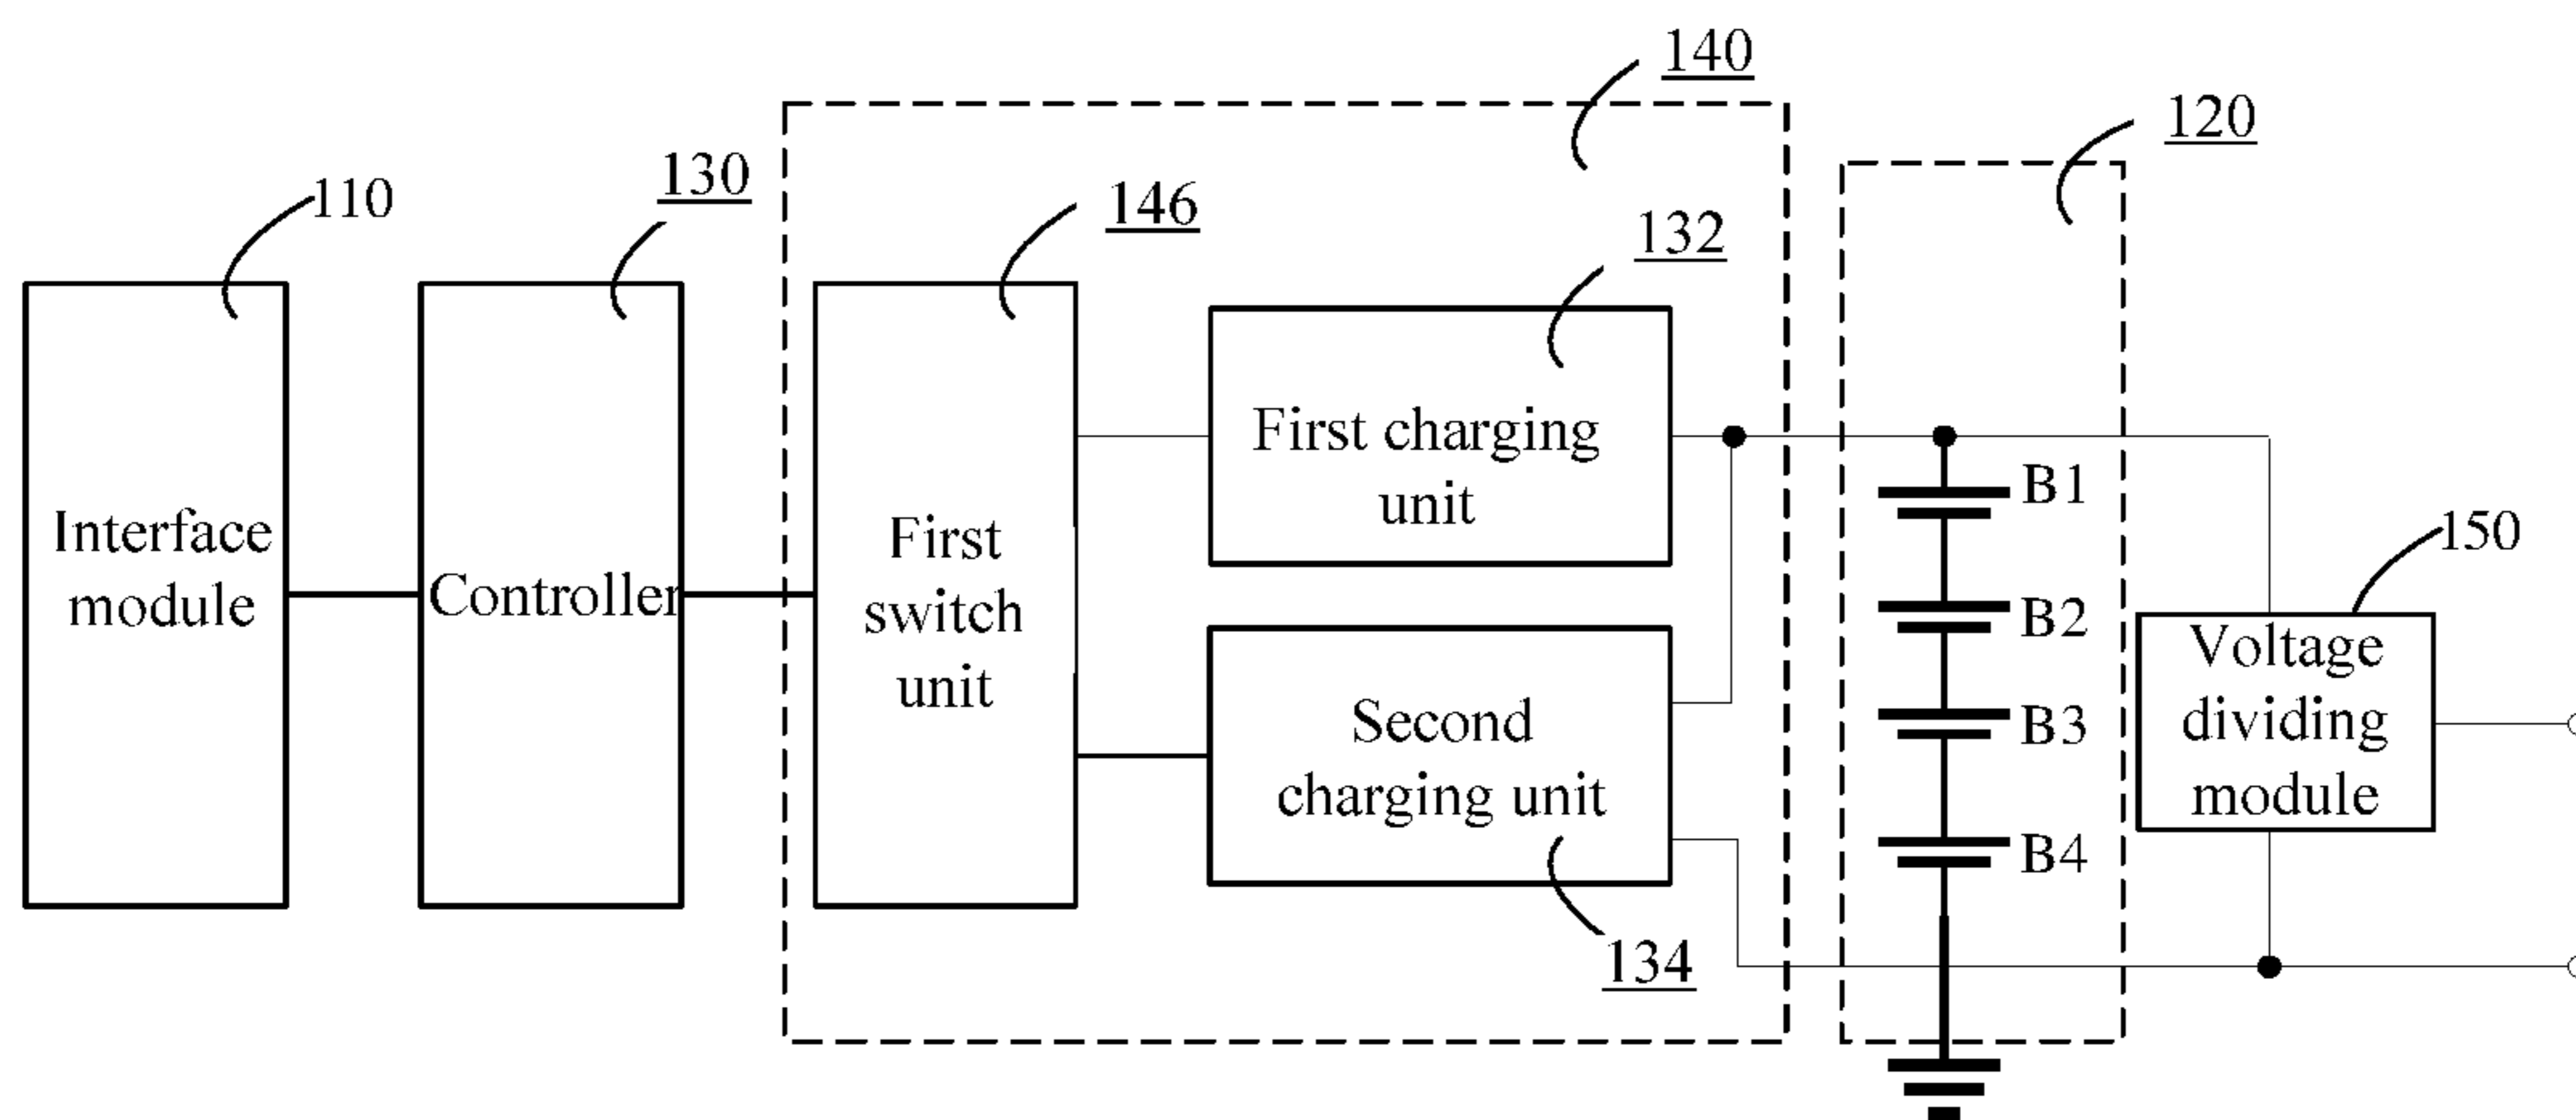 140
120
110
130
146
132
Interface
module
Controller
First
switch
unit
First charging
unit
Second
charging unit
134
B1
B2
B3
B4
150
Voltage
dividing
module